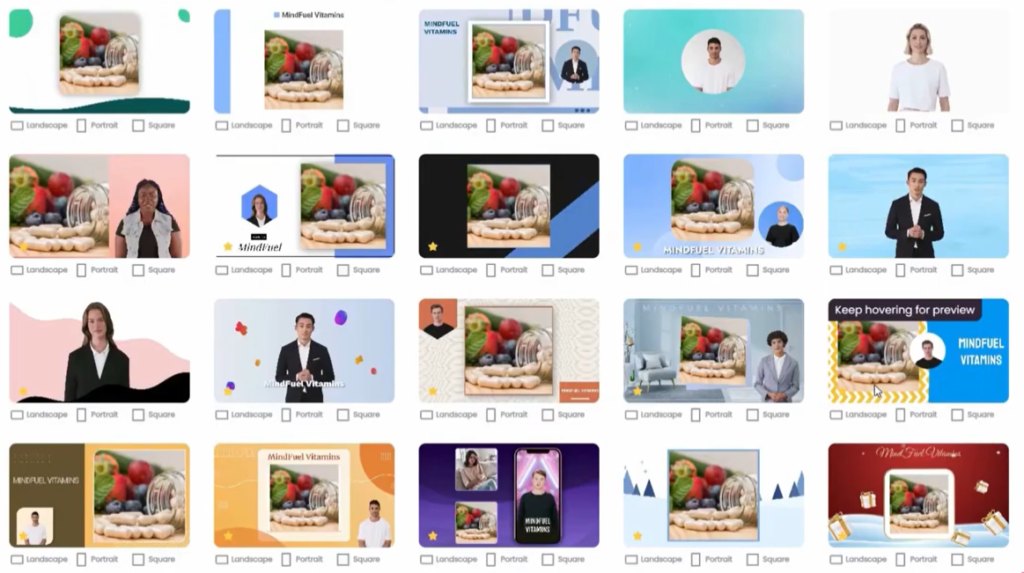 MindFuel Vitamins
MINDFUEL
VITAMINS
Landscape Portrait Square
Landscape Portrait Square
Landscape Portrait Square
Landscape Portrait Square
Landscape Portrait Square
MindFuel
MINDFUEL VITAMINS
Landscape Portrait Square
Landscape Portrait Square
Landscape Portrait Square
Landscape Portrait Square
Landscape Portrait Square
MindFuel Vitamins
MINDFUEL VITAMINS
MINDFUEL VITAMINS
Keep hovering for preview
MINDFUEL
VITAMINS
Landscape Portrait Square
Landscape Portrait Square
Landscape Portrait Square
Landscape Portrait Square
Landscape Portrait Square
MINDFUEL VITAMINS
MindFuel Vitamins
MINDFUEL
VITAMINS
MindFuel Vitamins
Landscape Portrait Square
Landscape Portrait Square
Landscape Portrait Square
Landscape Portrait Square
Landscape Portrait Square